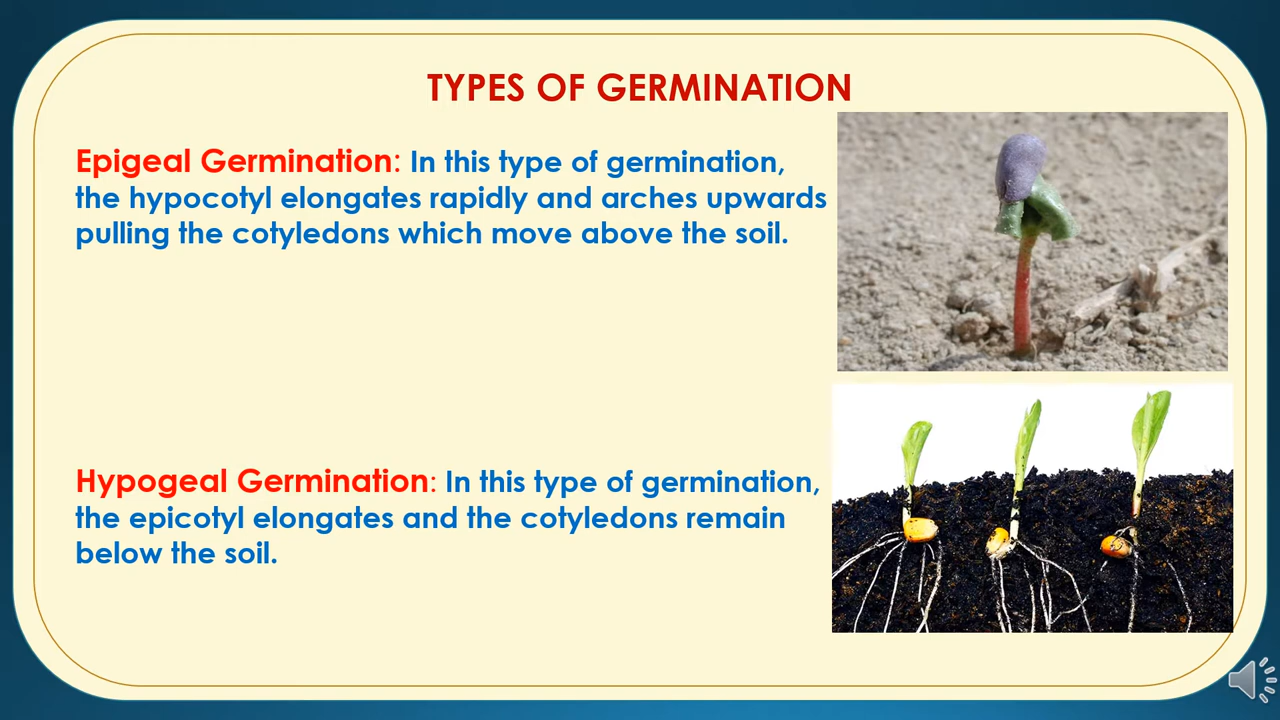 TYPES OF GERMINATION
Epigeal Germination: In this type of germination,
the hypocotyl elongates rapidly and arches upwards
pulling the cotyledons which move above the soil.
Hypogeal Germination: In this type of germination,
the epicotyl elongates and the cotyledons remain
below the soil.